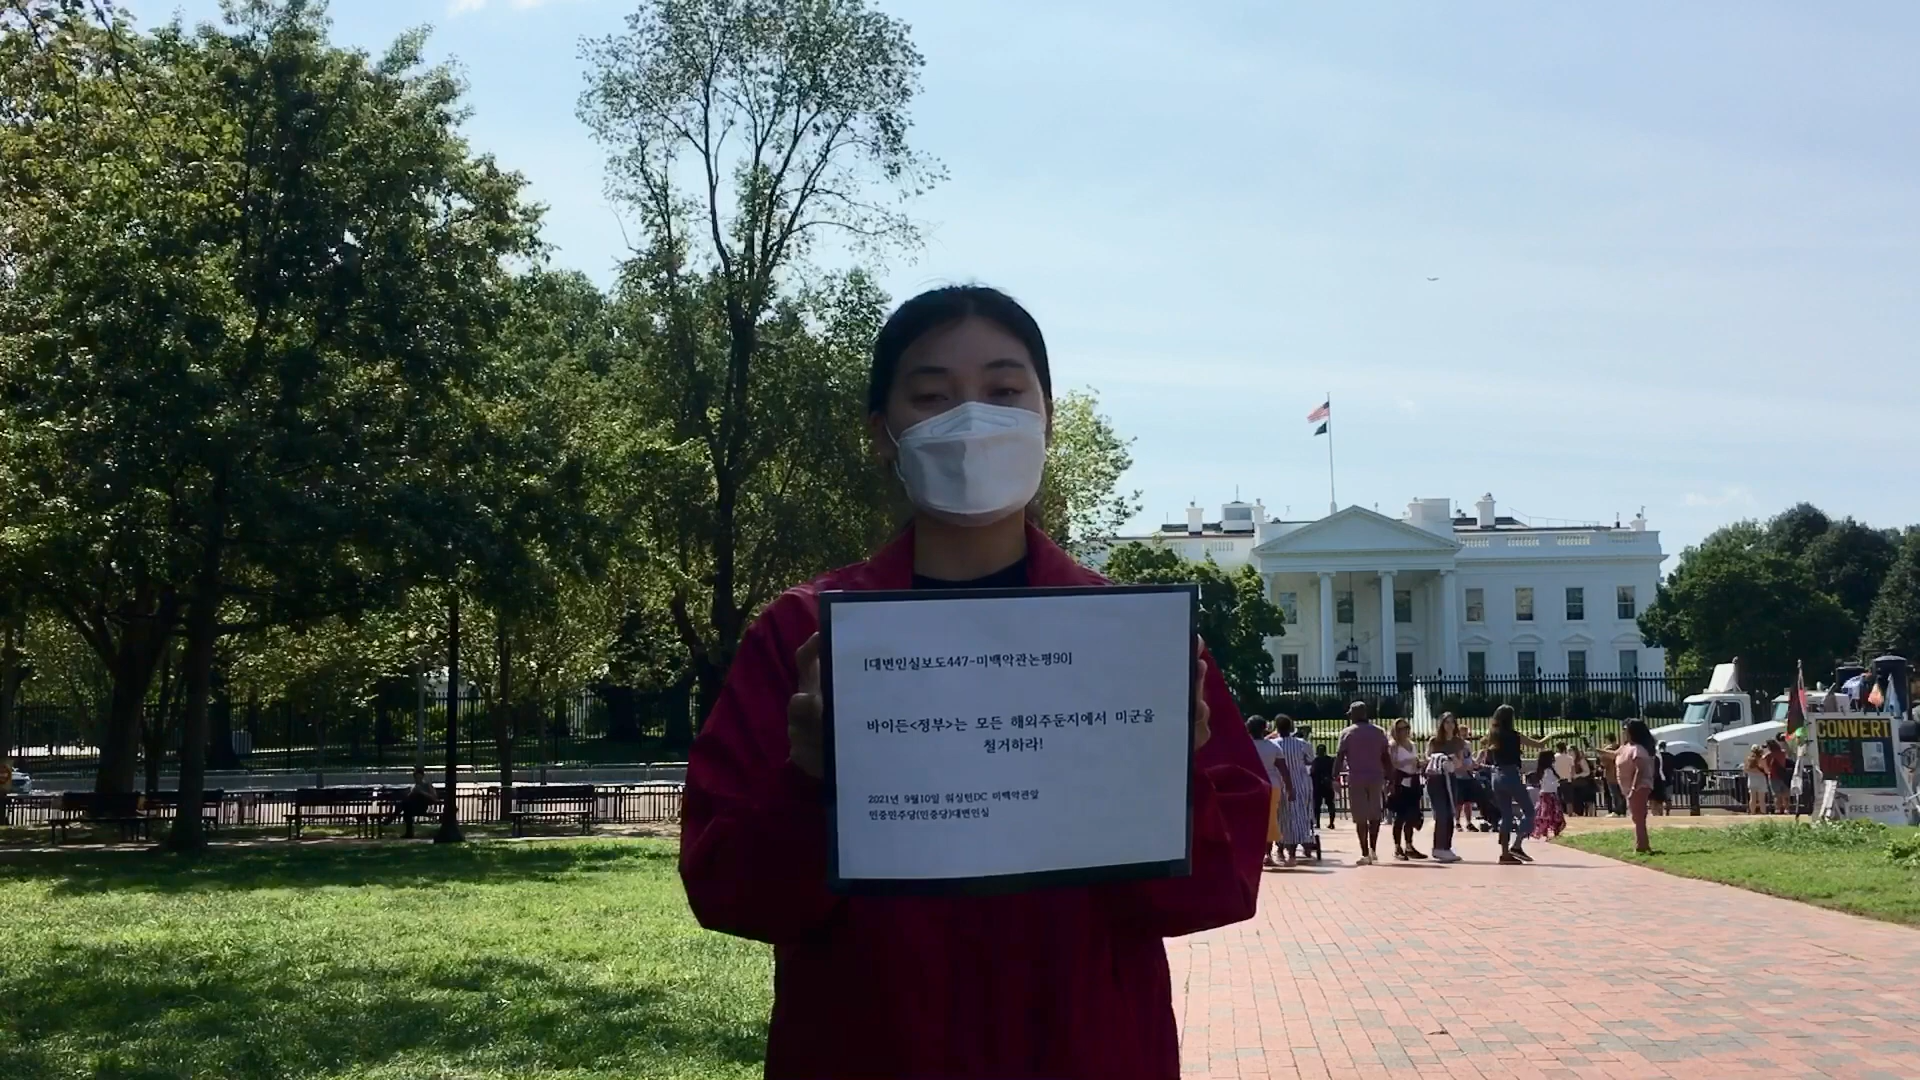 [대변인실보도447-미백악관논평90]
바이든<정부>는 모든 해외주둔지에서 미군을
철거하라!
2021년 9월10일 워싱턴DC 미백악관앞
민중민주당(민중당)대변인실
CONVERT
THE
WAR
FREE BURMA